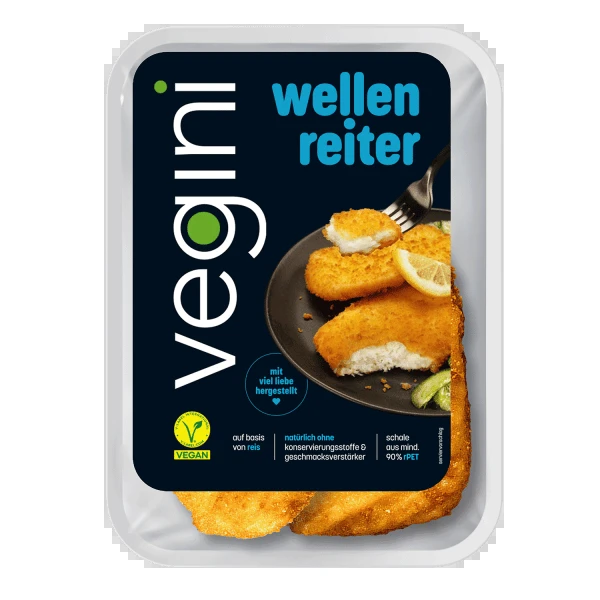 vegini
wellen
reiter
mit
viel liebe
hergestellt
VEGAN
auf basis
von reis
natürlich ohne
konservierungsstoffe &
geschmacksverstärker
schale
aus mind.
90% rPET
serviervorschlag